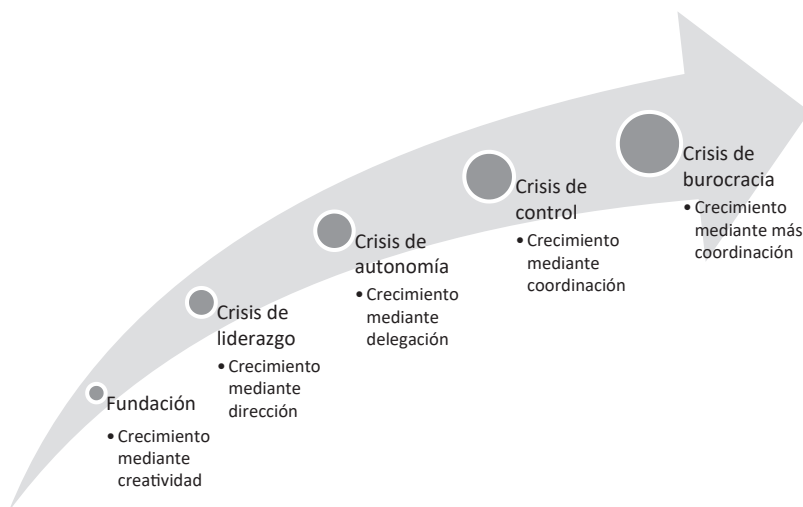 Fundación
• Crecimiento
mediante
creatividad
Crisis de
liderazgo
• Crecimiento
mediante
dirección
Crisis de
autonomía
• Crecimiento
mediante
delegación
Crisis de
control
• Crecimiento
mediante
coordinación
Crisis de
burocracia
• Crecimiento
mediante más
coordinación